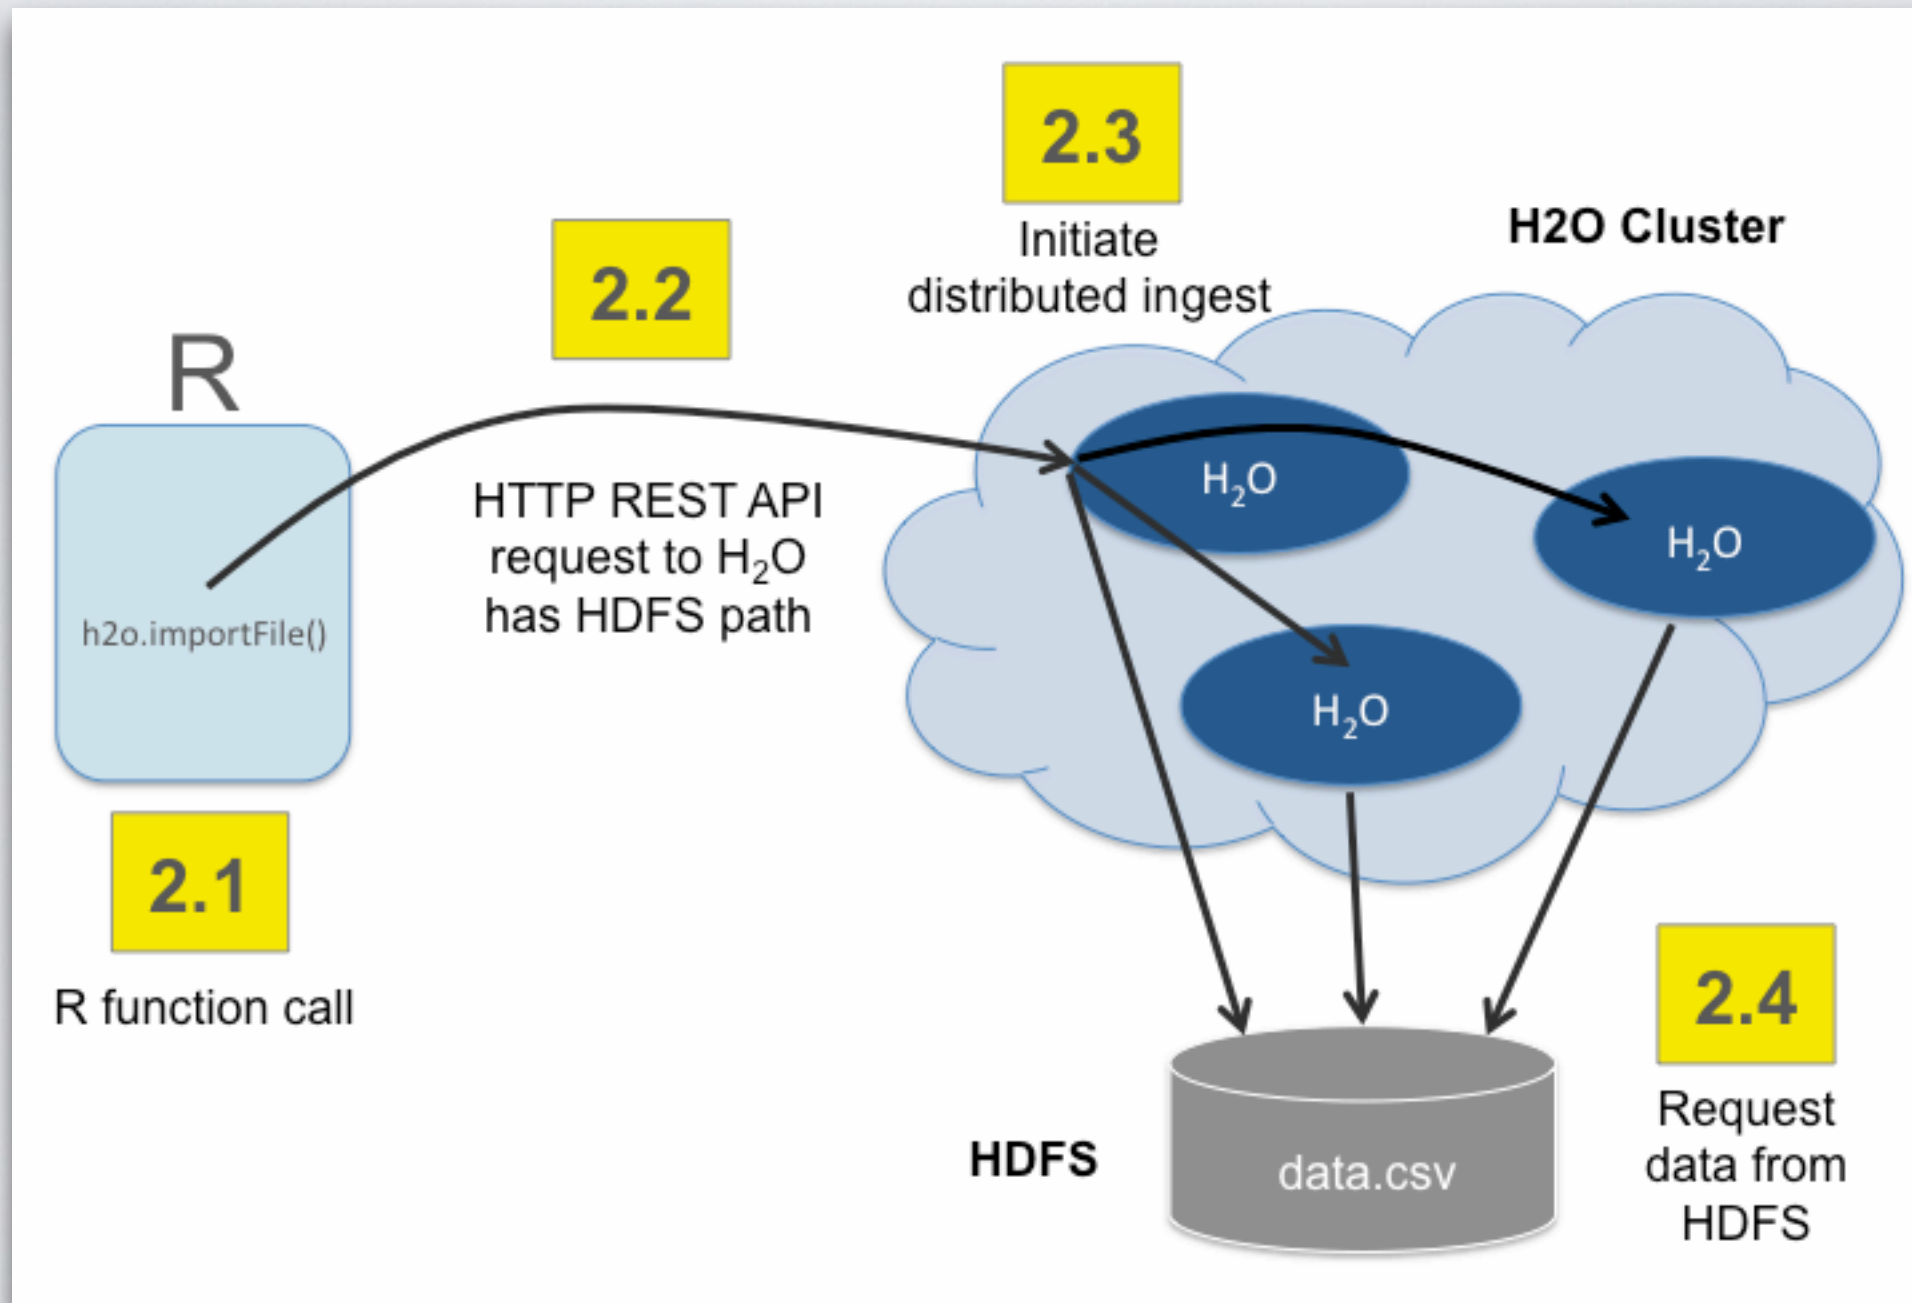 R
h2o.importFile()
2.1
R function call
2.2
HTTP REST API
request to H₂O
has HDFS path
2.3
Initiate
distributed ingest
H2O Cluster
H₂O
H₂O
H₂O
HDFS
data.csv
2.4
Request
data from
HDFS